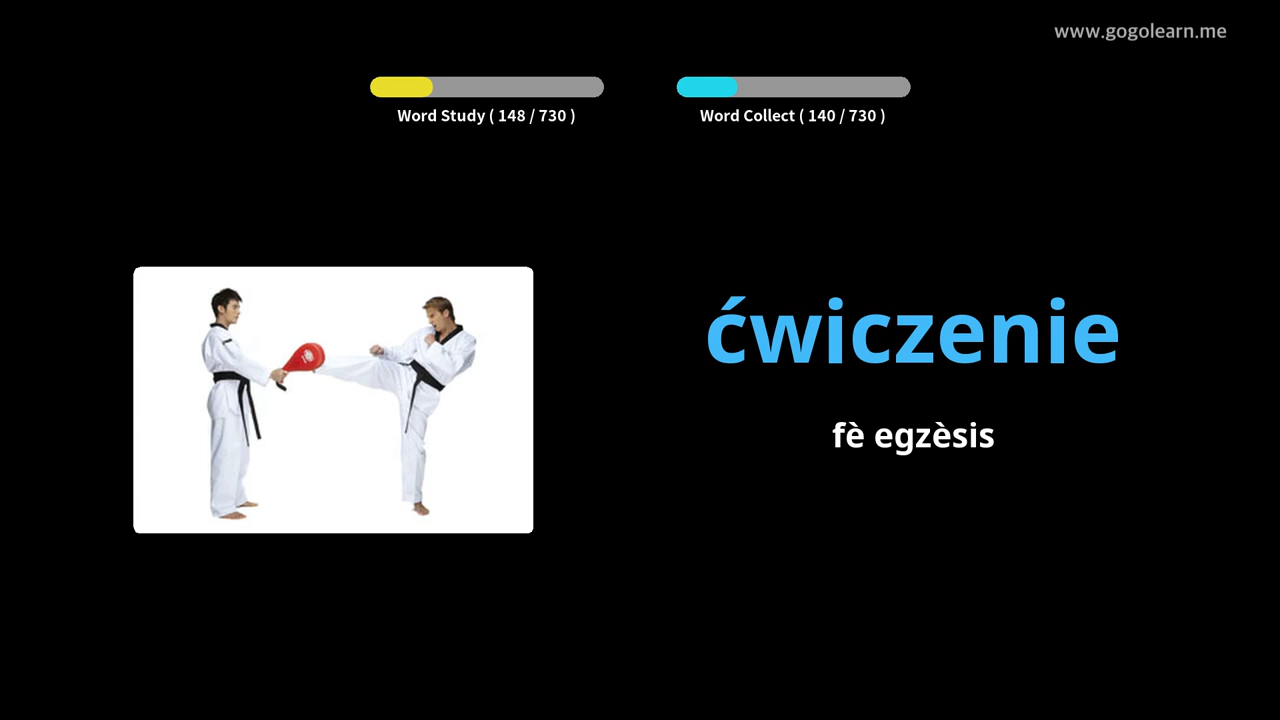 www.gogolearn.me
Word Study ( 148 / 730 )
Word Collect ( 140 / 730 )
ćwiczenie
fè egzèsis